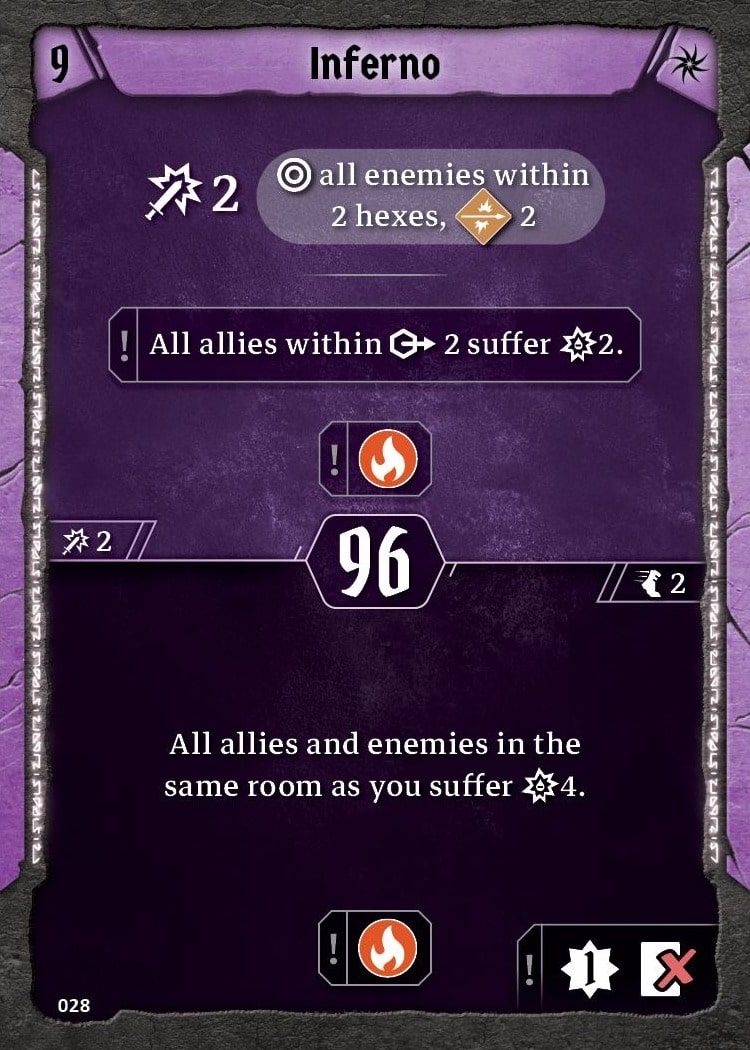 9
Inferno
2
all enemies within
2 hexes, 2
! All allies within 2 suffer 2.
!
2
96
2
All allies and enemies in the
same room as you suffer 4.
!
! 1
028